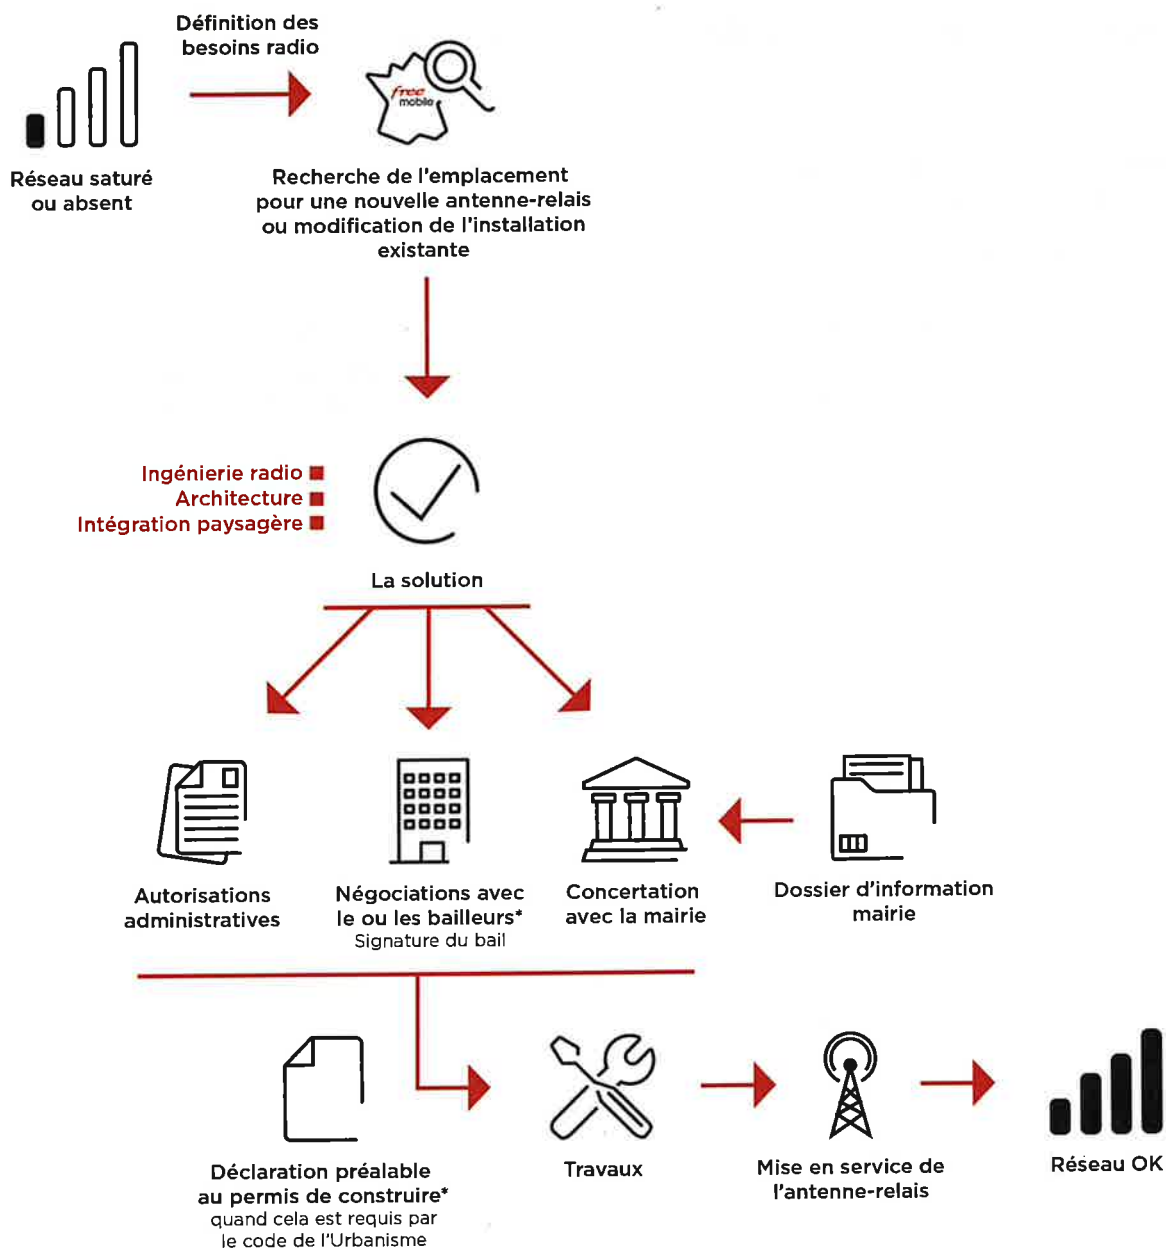 Définition des
besoins radio
free
mobile
Réseau saturé
ou absent
Recherche de l'emplacement
pour une nouvelle antenne-relais
ou modification de l'installation
existante
Ingénierie radio
Architecture
Intégration paysagère
La solution
Autorisations
administratives
Négociations avec
le ou les bailleurs*
Signature du bail
Concertation
avec la mairie
Dossier d'information
mairie
Déclaration préalable
au permis de construire*
quand cela est requis par
le code de l'Urbanisme
Travaux
Mise en service de
l'antenne-relais
Réseau OK